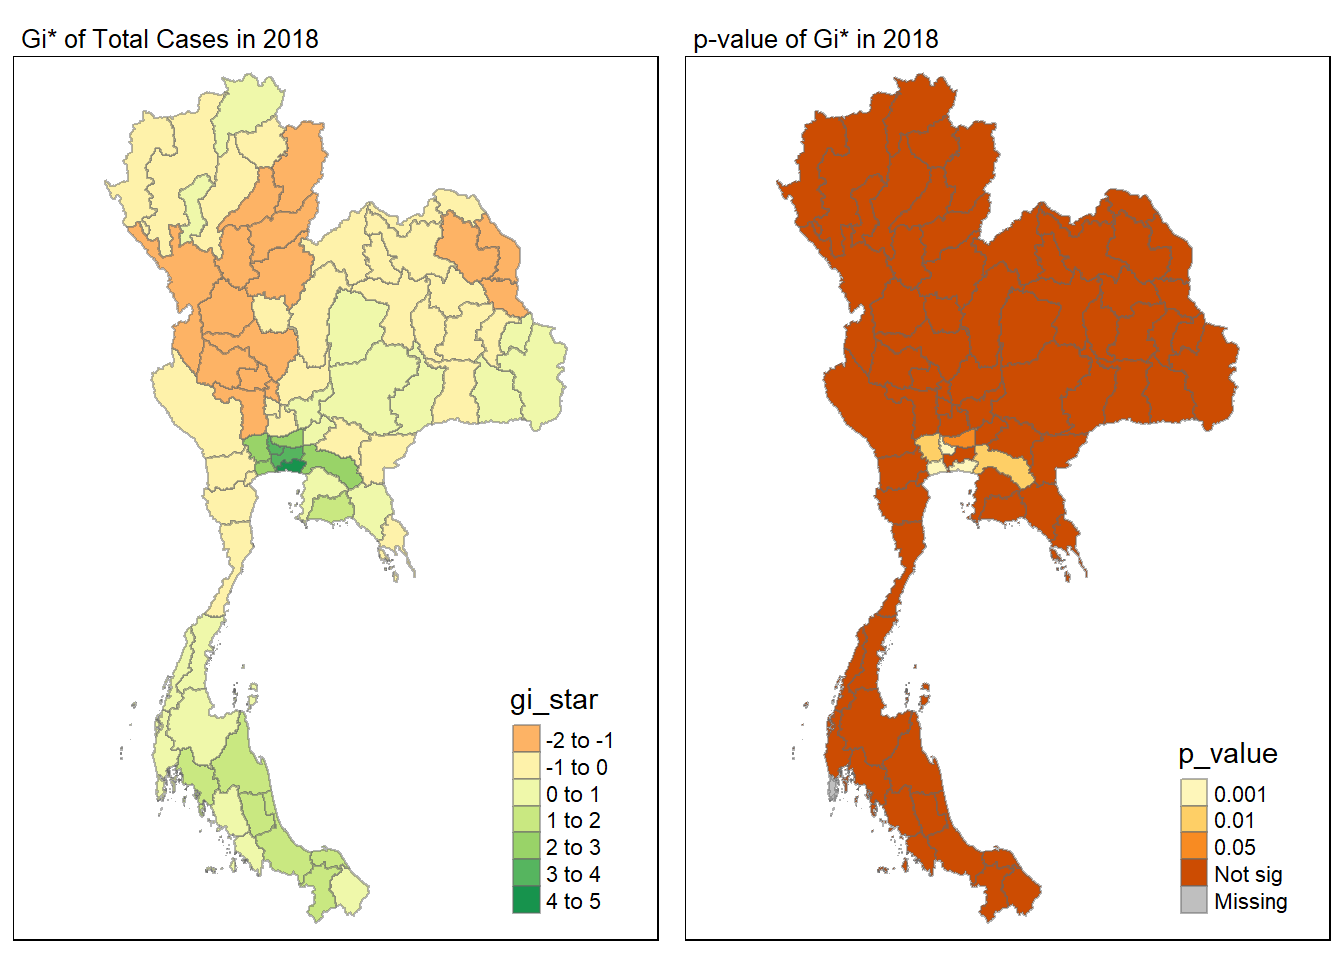 Gi* of Total Cases in 2018
gi_star
-2 to -1
-1 to 0
0 to 1
1 to 2
2 to 3
3 to 4
4 to 5
p-value of Gi* in 2018
p_value
0.001
0.01
0.05
Not sig
Missing